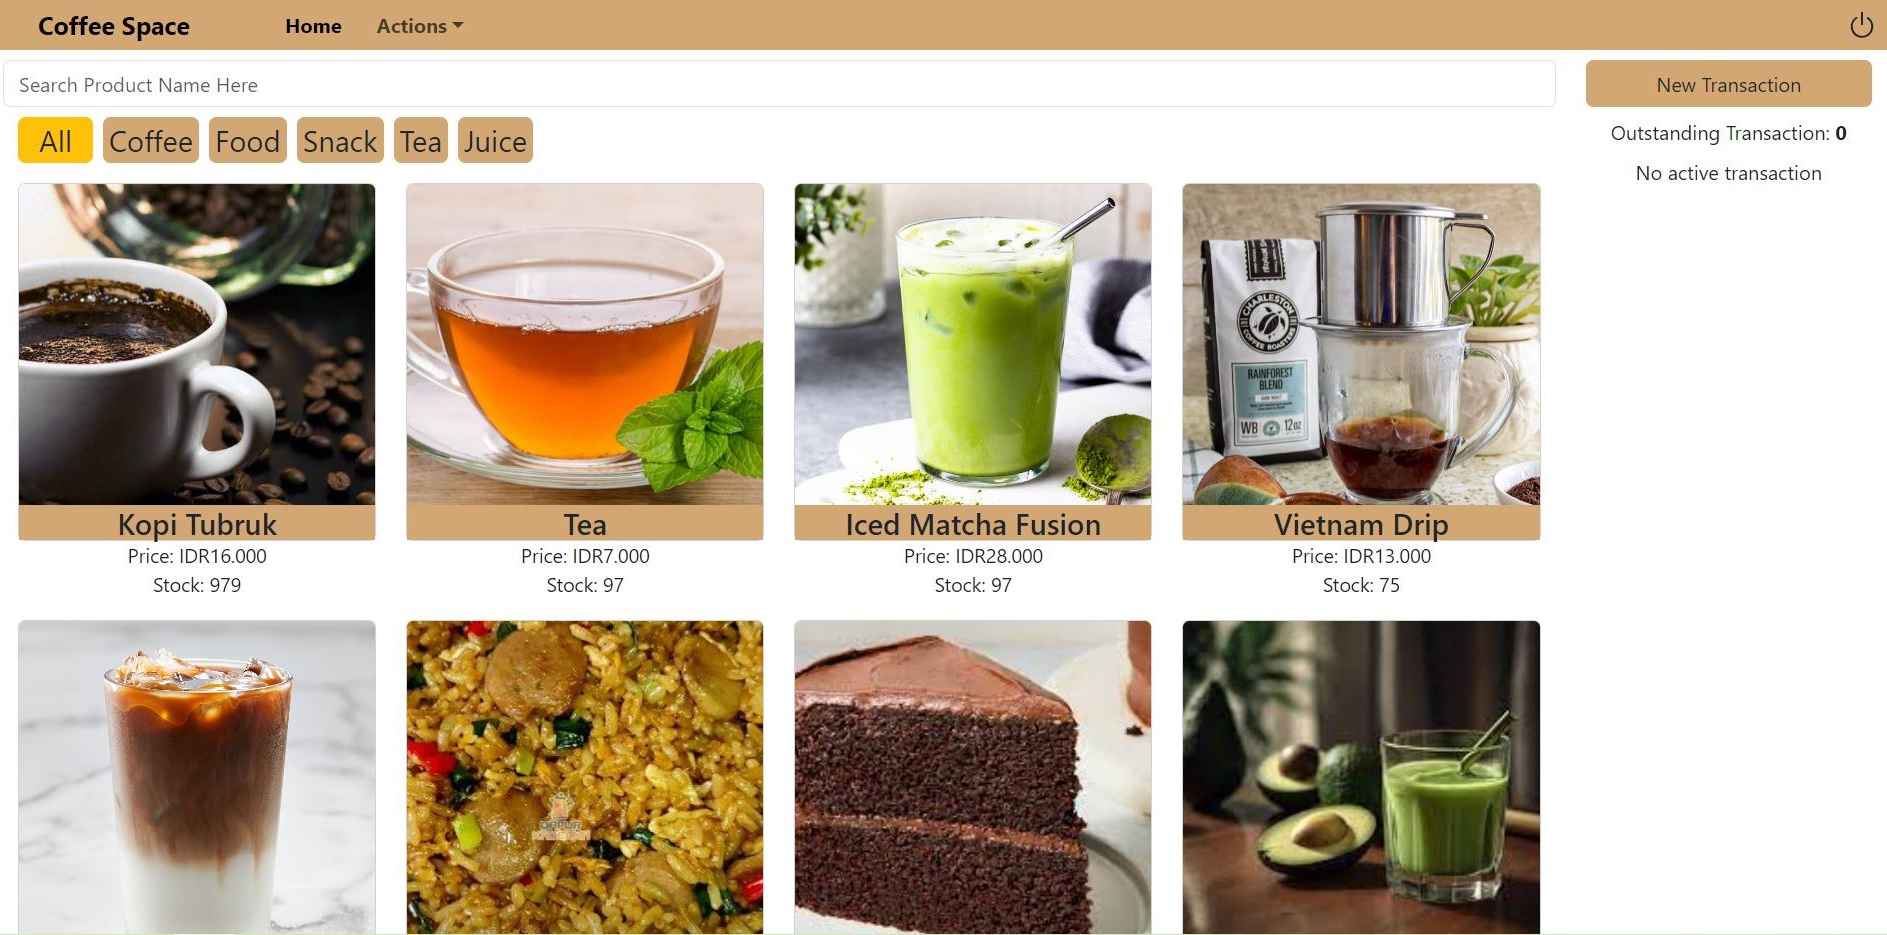 Coffee Space
Home
Actions
Search Product Name Here
New Transaction
Outstanding Transaction: 0
No active transaction
All
Coffee
Food
Snack
Tea
Juice
CHARLESTON
COFFEE ROASTERS
RAINFOREST
BLEND
DARK ROAST
WB
12oz
Kopi Tubruk
Price: IDR16.000
Stock: 979
Tea
Price: IDR7.000
Stock: 97
Iced Matcha Fusion
Price: IDR28.000
Stock: 97
Vietnam Drip
Price: IDR13.000
Stock: 75
DAPUR